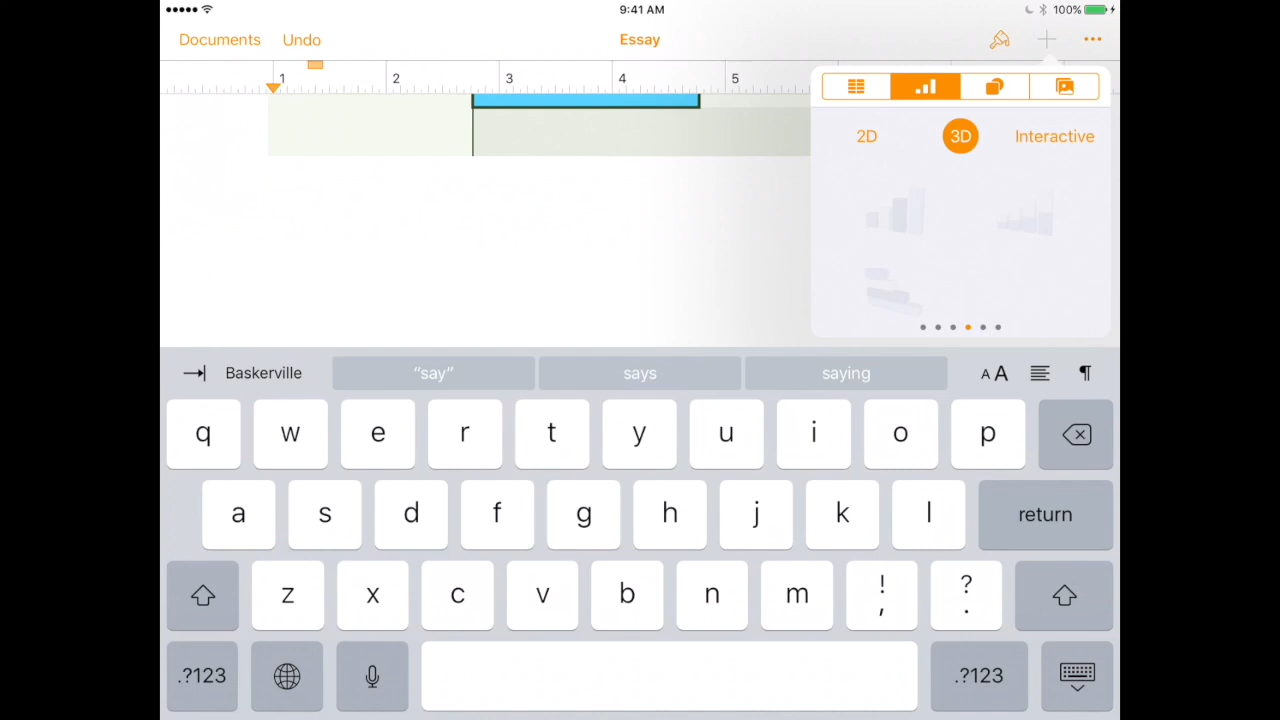 9:41 AM
100%
Documents
Undo
Essay
1
2
3
4
5
2D
3D
Interactive
Baskerville
“say”
says
saying
AA
¶
q w e r t y u i o p
a s d f g h j k l return
z x c v b n m ! , ? .
.?123
.?123